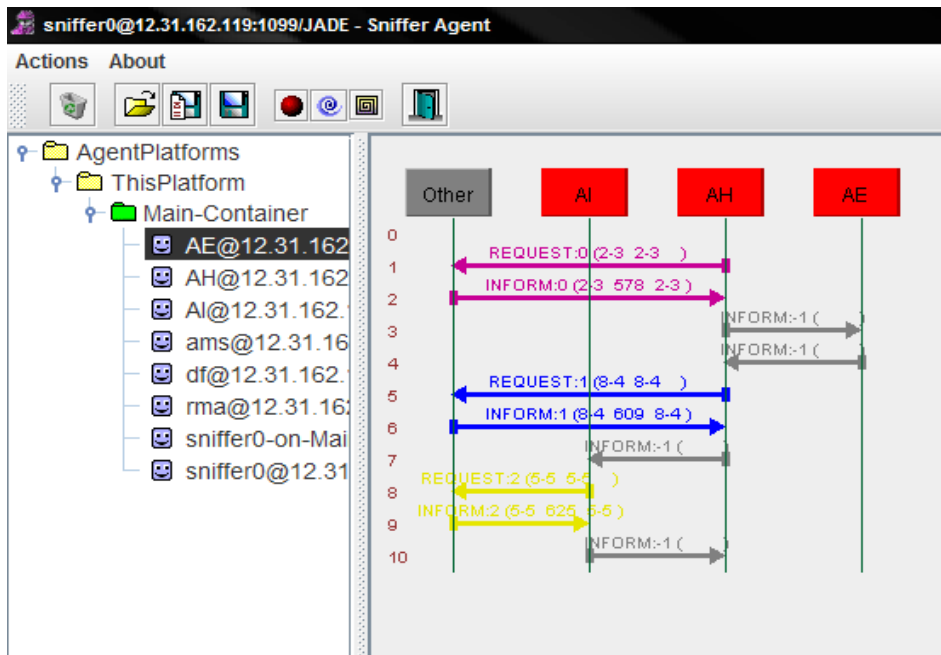 sniffer0@12.31.162.119:1099/JADE - Sniffer Agent
Actions About
AgentPlatforms
ThisPlatform
Main-Container
AE@12.31.162
AH@12.31.162
AI@12.31.162.
ams@12.31.16
df@12.31.162.
rma@12.31.16
sniffer0-on-Mai
sniffer0@12.31
Other AI AH AE
0
REQUEST:0 (2-3 2-3 )
1
INFORM:0 (2-3 578 2-3 )
2
INFORM:-1 ( )
3
INFORM:-1 ( )
4
REQUEST:1 (8-4 8-4 )
5
INFORM:1 (8-4 609 8-4 )
6
INFORM:-1 ( )
7
REQUEST:2 (5-5 5-5 )
8
INFORM:2 (5-5 625 5-5 )
9
INFORM:-1 ( )
10